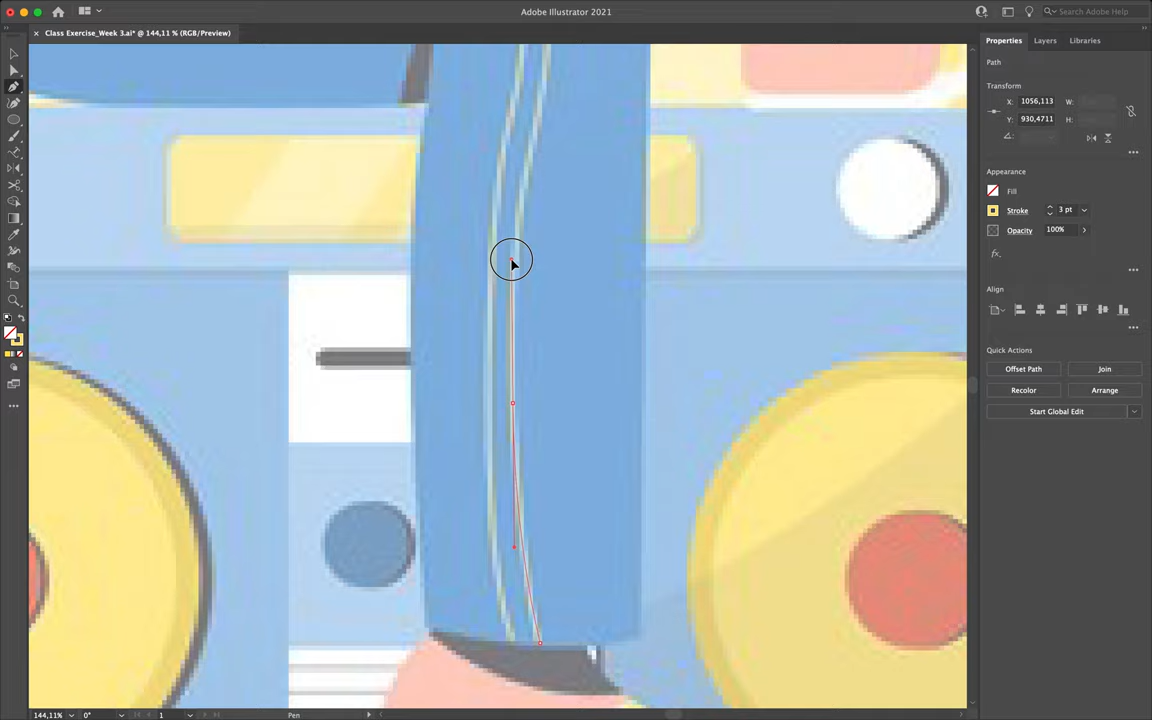 Adobe Illustrator 2021
Search Adobe Help
Class Exercise_Week 3.ai* @ 144,11 % (RGB/Preview)
Properties
Layers
Libraries
Path
Transform
X:
1056,113
W:
Y:
930,4711
H:
Appearance
Fill
Stroke
3 pt
Opacity
100%
fx.
Align
Quick Actions
Offset Path
Join
Recolor
Arrange
Start Global Edit
144,11%
0°
1
Pen